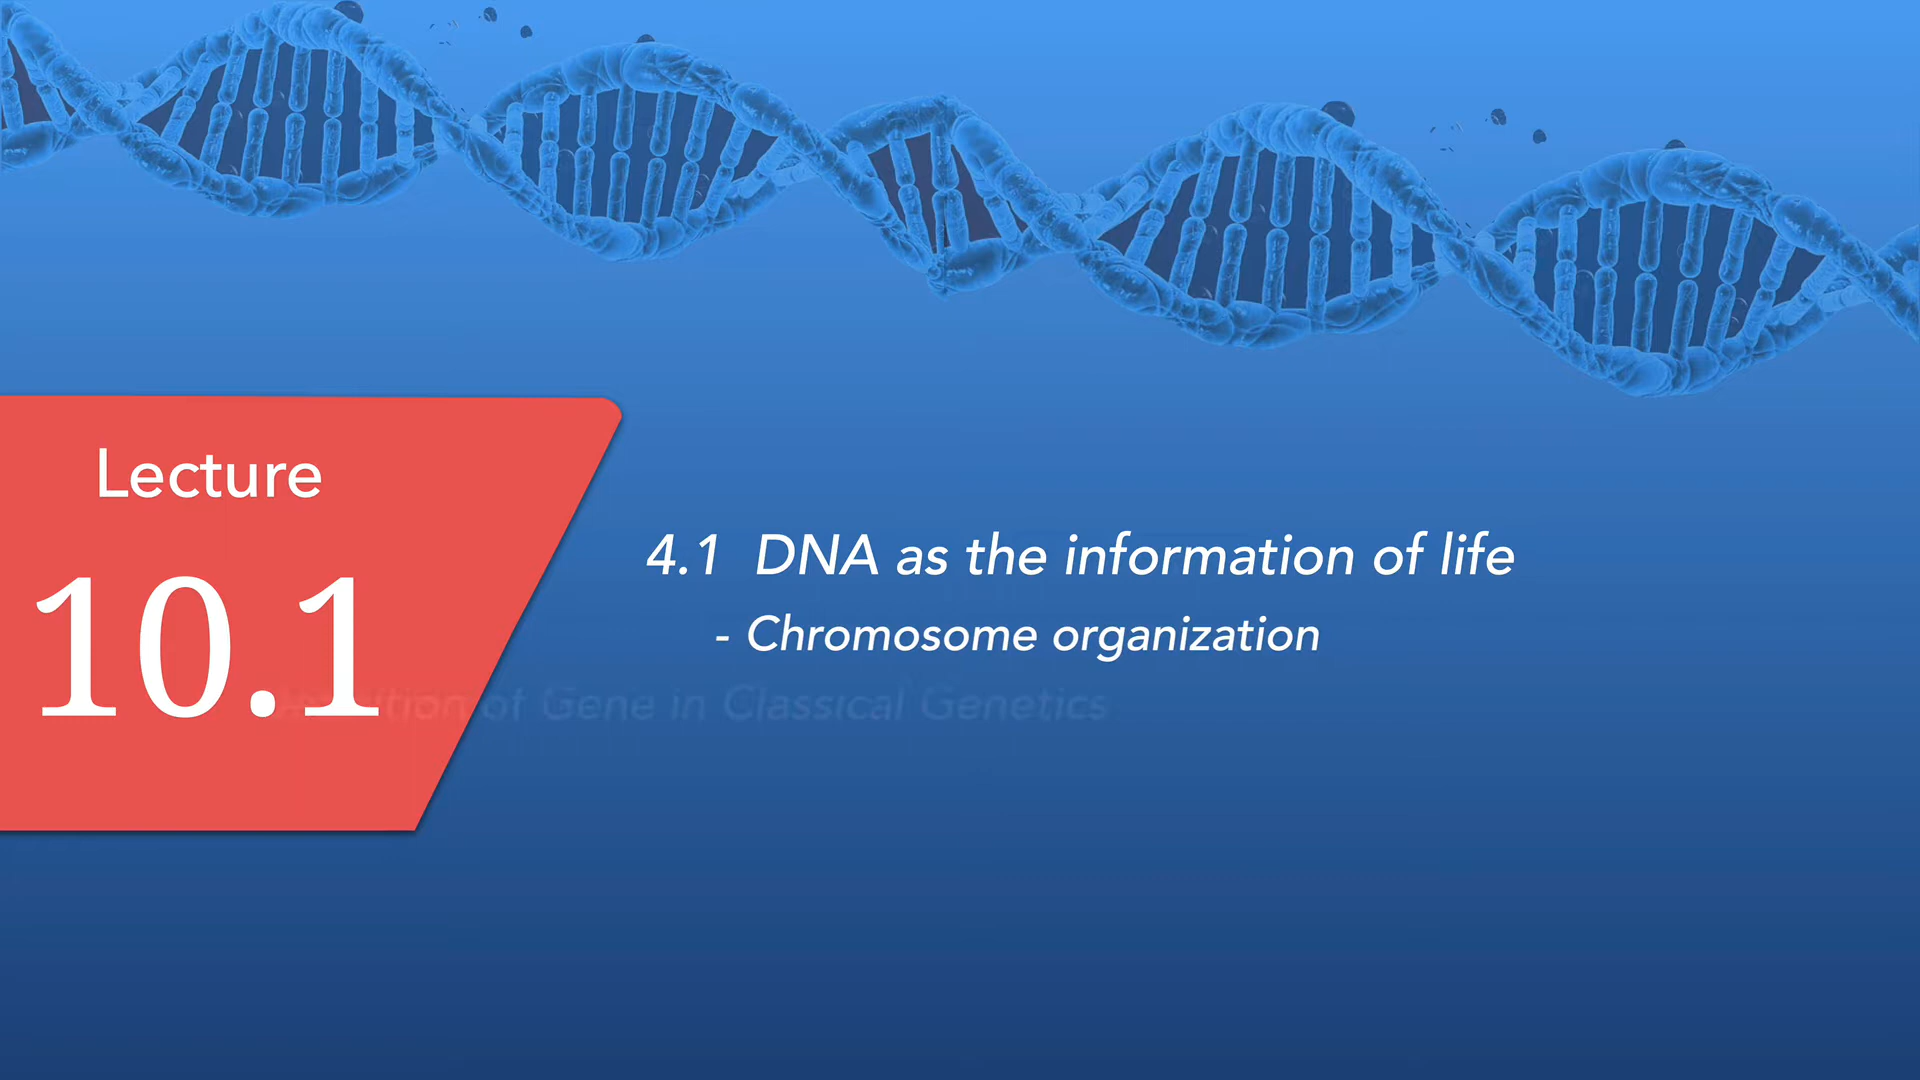 Lecture
10.1
4.1 DNA as the information of life
- Chromosome organization
of Gene in Classical Genetics